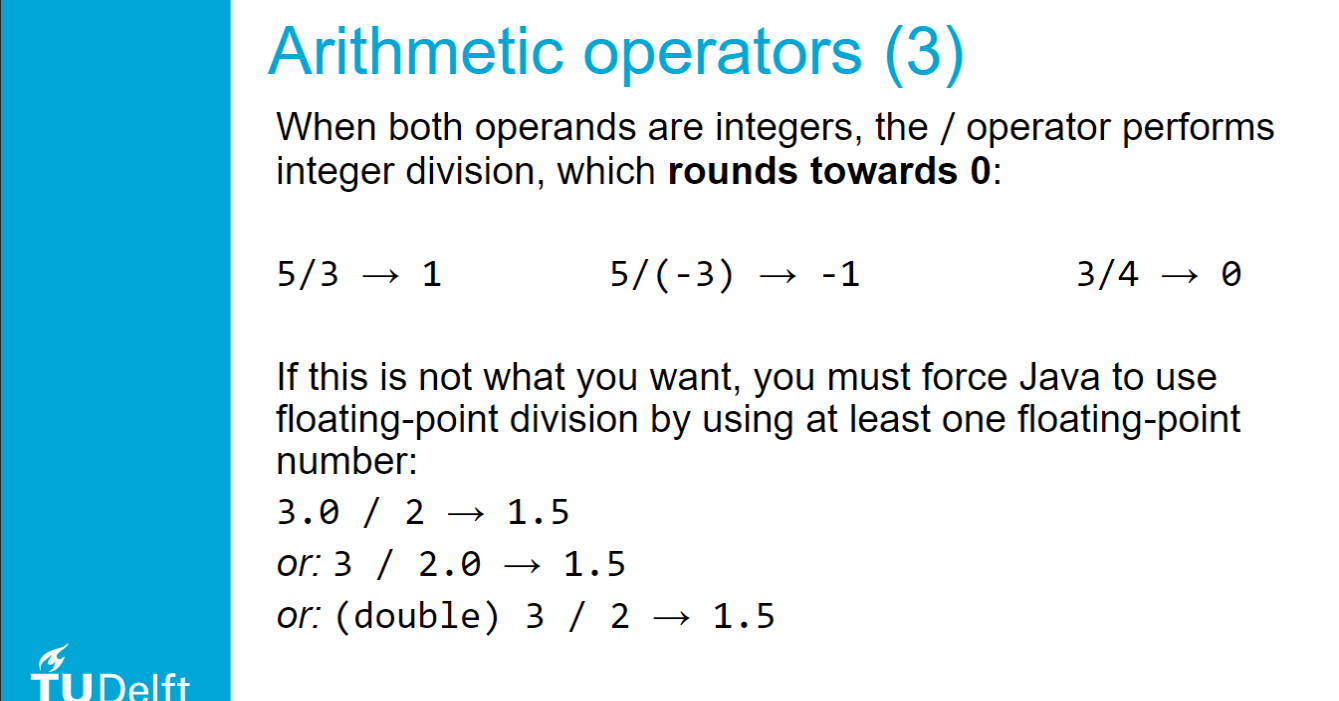 Arithmetic operators (3)
When both operands are integers, the / operator performs
integer division, which rounds towards 0:
5/3 → 1 5/(-3) → -1 3/4 → 0
If this is not what you want, you must force Java to use
floating-point division by using at least one floating-point
number:
3.0 / 2 → 1.5
or: 3 / 2.0 → 1.5
or: (double) 3 / 2 → 1.5
TUDelft